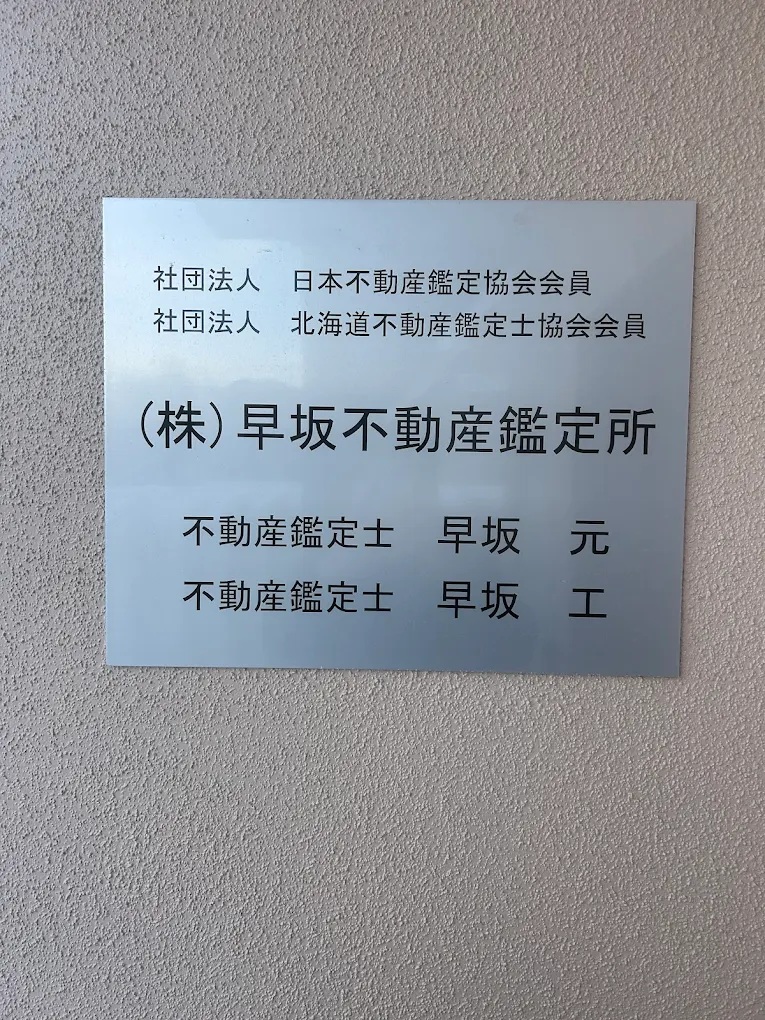 社団法人　日本不動産鑑定協会会員
社団法人　北海道不動産鑑定士協会会員
（株）早坂不動産鑑定所
不動産鑑定士　早坂　元
不動産鑑定士　早坂　工